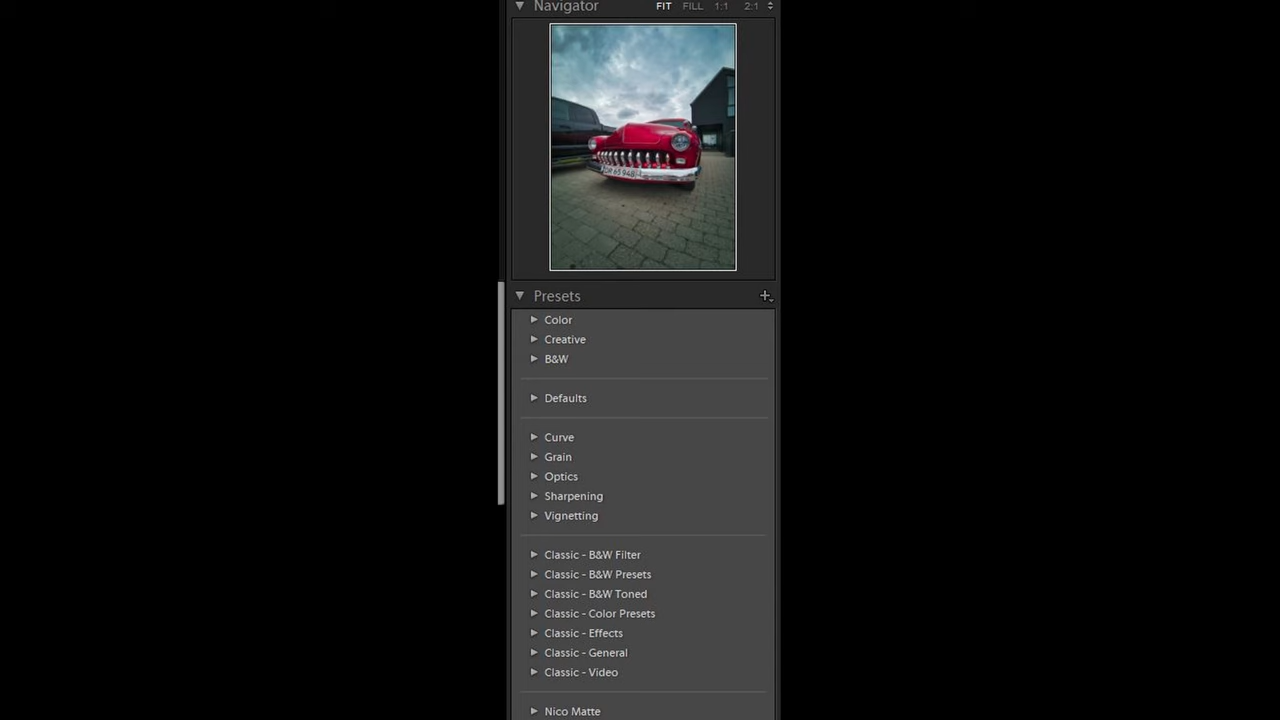 Navigator FIT FILL 1:1 2:1
Presets
Color
Creative
B&W
Defaults
Curve
Grain
Optics
Sharpening
Vignetting
Classic - B&W Filter
Classic - B&W Presets
Classic - B&W Toned
Classic - Color Presets
Classic - Effects
Classic - General
Classic - Video
Nico Matte